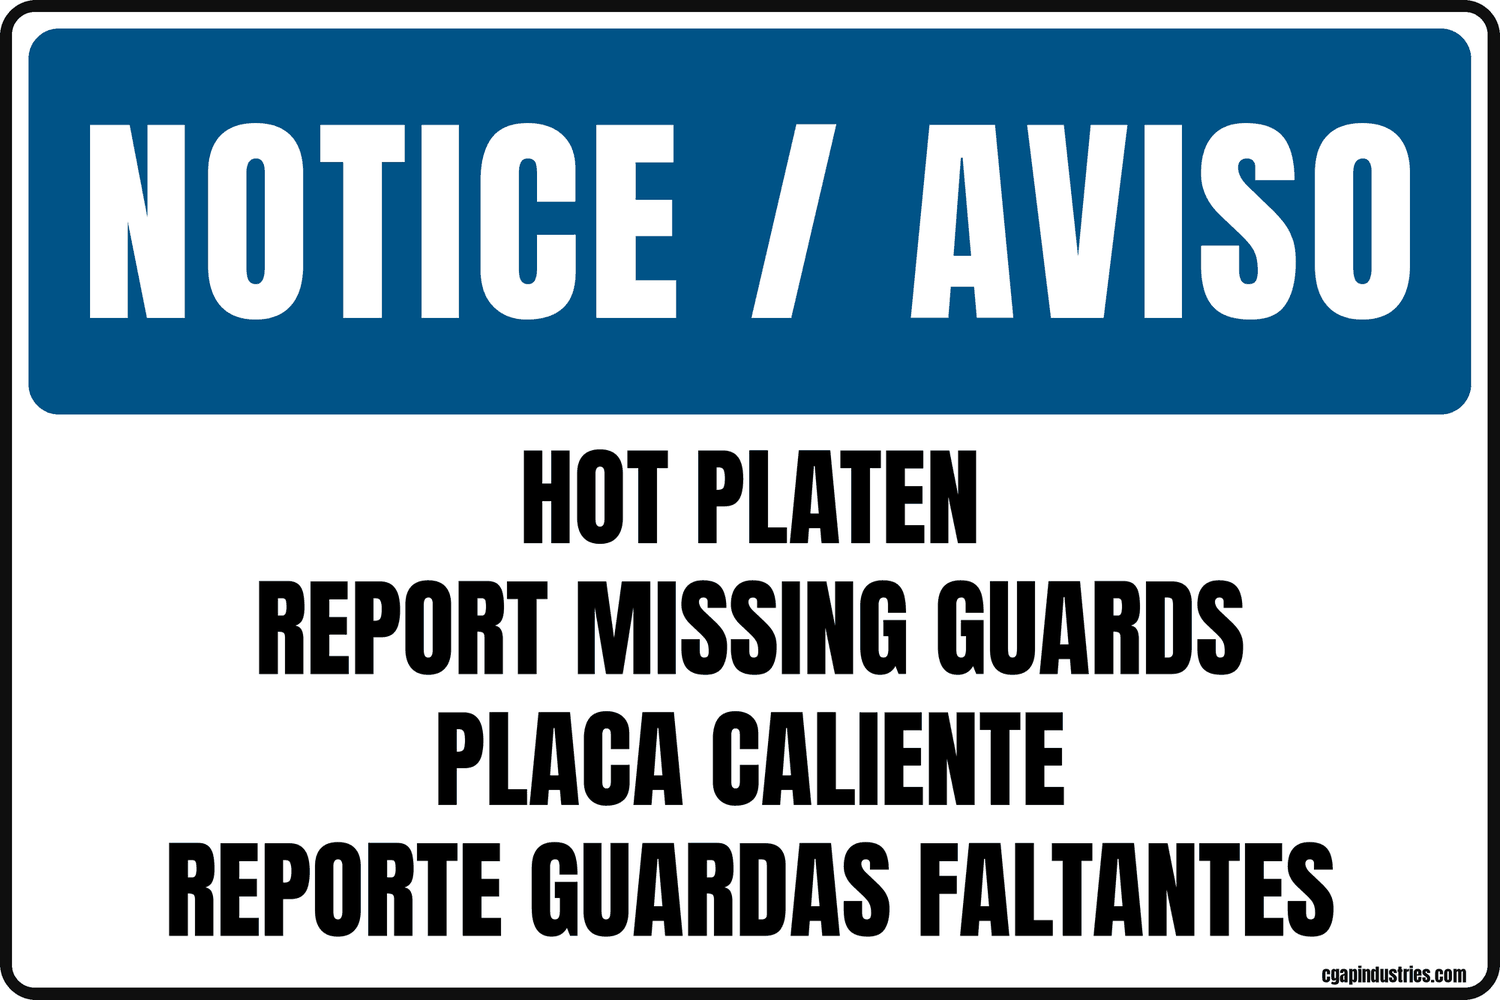 NOTICE / AVISO
HOT PLATEN
REPORT MISSING GUARDS
PLACA CALIENTE
REPORTE GUARDAS FALTANTES
cgapindustries.com